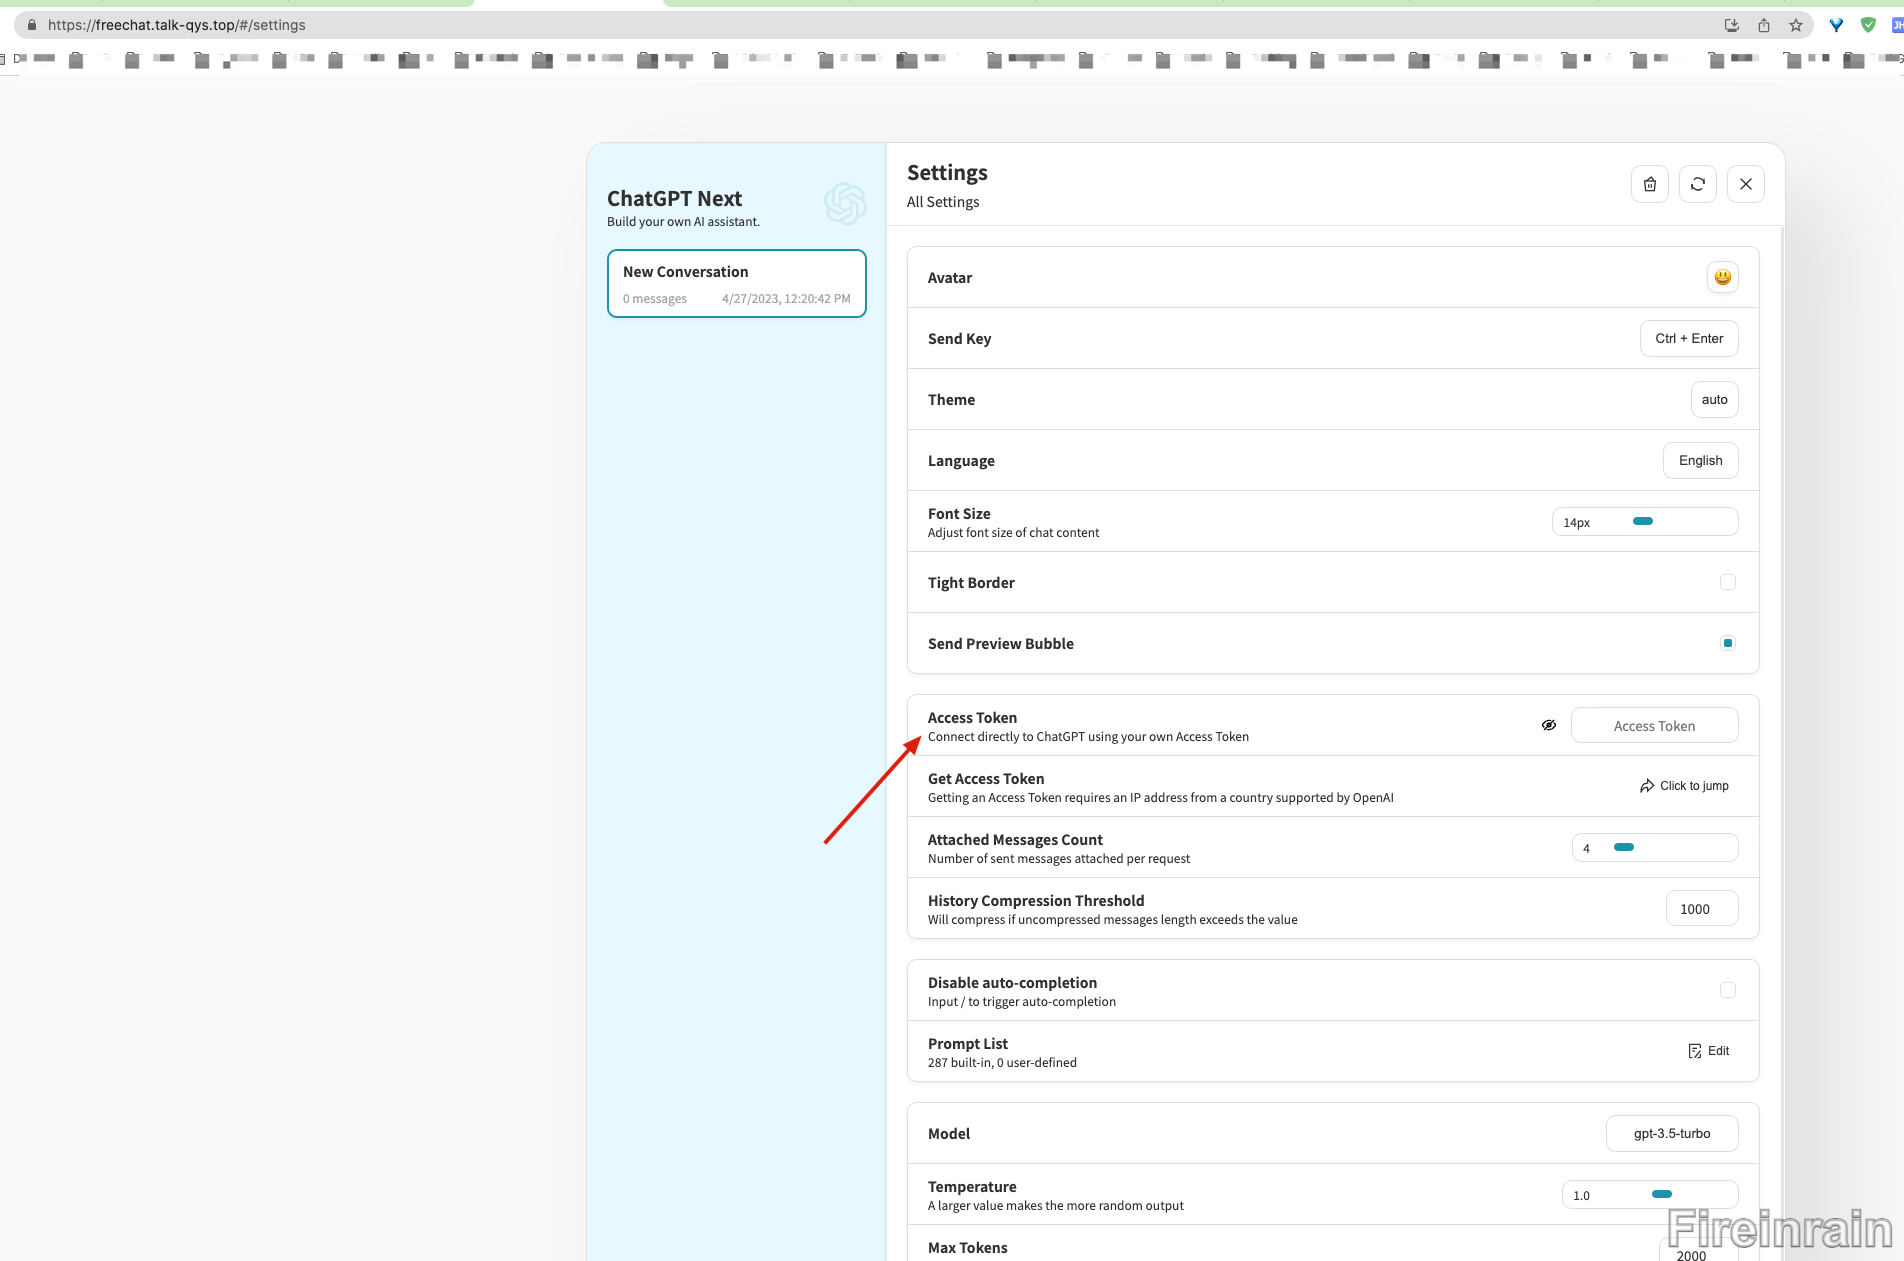 https://freechat.talk-qys.top/#/settings
ChatGPT Next
Build your own AI assistant.
New Conversation
0 messages 4/27/2023, 12:20:42 PM
Settings
All Settings
Avatar
Send Key
Ctrl + Enter
Theme
auto
Language
English
Font Size
Adjust font size of chat content
14px
Tight Border
Send Preview Bubble
Access Token
Connect directly to ChatGPT using your own Access Token
Access Token
Get Access Token
Getting an Access Token requires an IP address from a country supported by OpenAI
Click to jump
Attached Messages Count
Number of sent messages attached per request
4
History Compression Threshold
Will compress if uncompressed messages length exceeds the value
1000
Disable auto-completion
Input / to trigger auto-completion
Prompt List
287 built-in, 0 user-defined
Edit
Model
gpt-3.5-turbo
Temperature
A larger value makes the more random output
1.0
Max Tokens
2000
Fireinrain